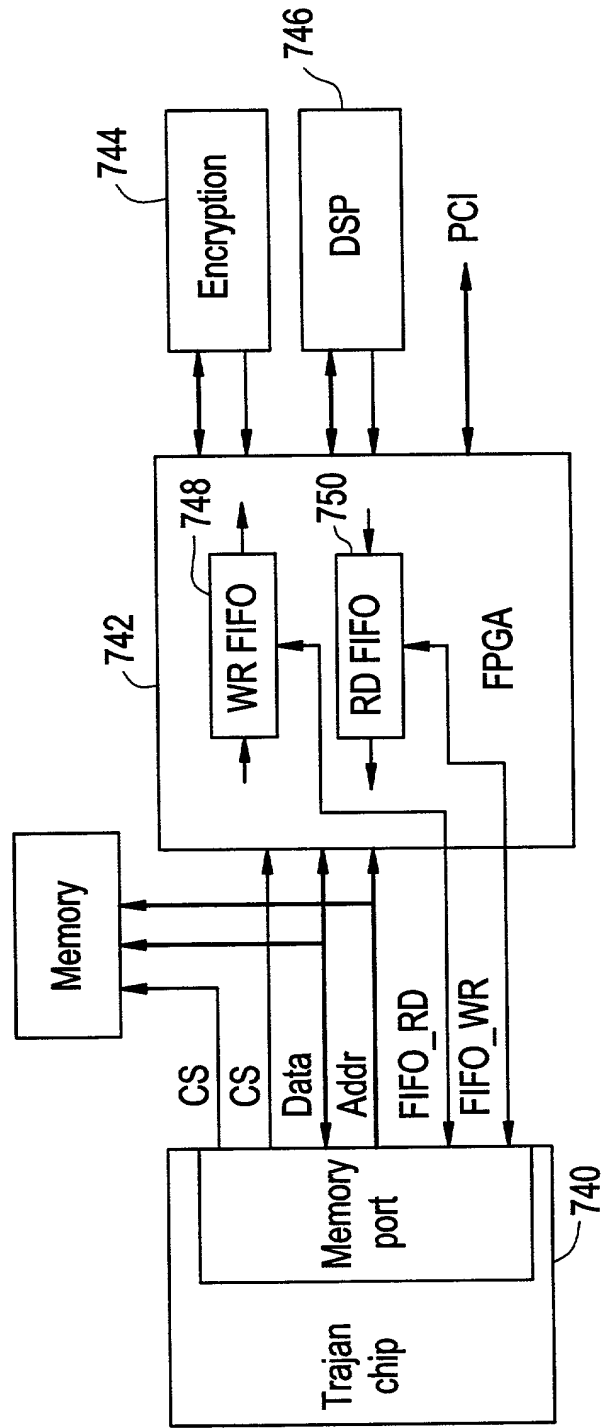 Trajan
chip
Memory
port
740
Memory
CS
CS
Data
Addr
FIFO_RD
FIFO_WR
742
WR FIFO
748
RD FIFO
750
FPGA
Encryption
744
DSP
746
PCI